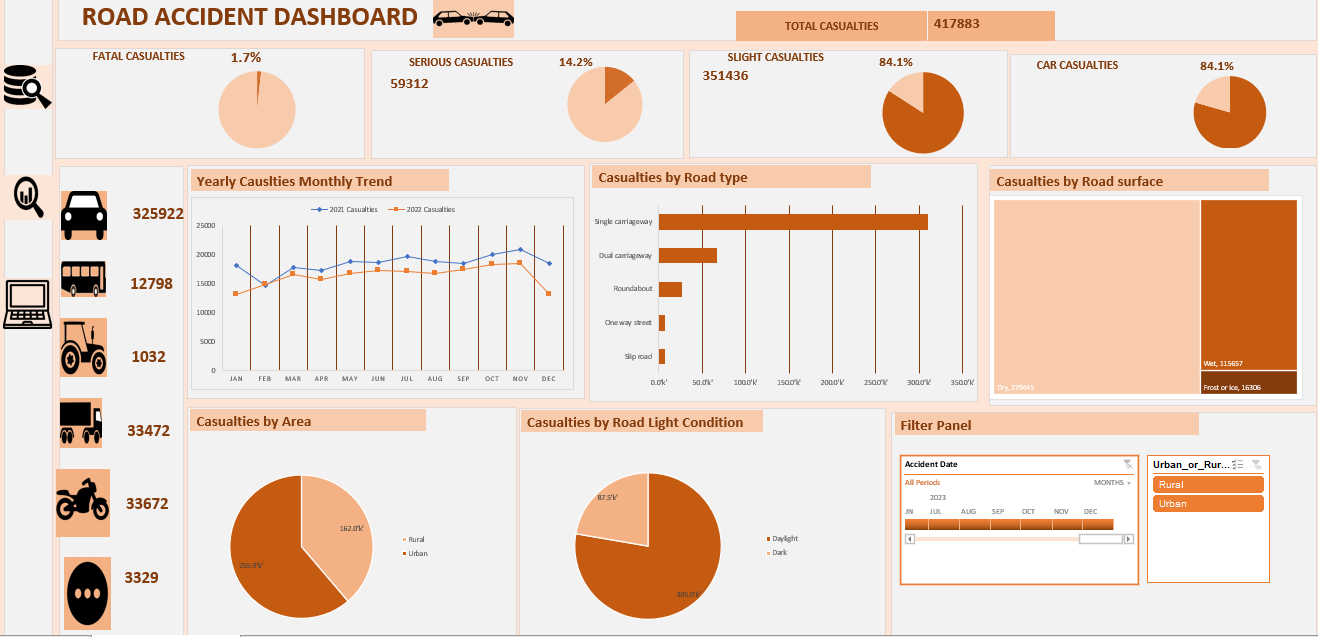 ROAD ACCIDENT DASHBOARD
TOTAL CASUALTIES 417883
FATAL CASUALTIES 1.7%
SERIOUS CASUALTIES 14.2%
59312
SLIGHT CASUALTIES 84.1%
351436
CAR CASUALTIES 84.1%
325922
12798
1032
33472
33672
3329
Yearly Causlties Monthly Trend
2021 Casualties 2022 Casualties
25000
20000
15000
10000
5000
0
JAN FEB MAR APR MAY JUN JUL AUG SEP OCT NOV DEC
Casualties by Road type
Single carriageway
Dual carriageway
Roundabout
One way street
Slip road
0.0'k' 50.0'k' 100.0'k' 150.0'k' 200.0'k' 250.0'k' 300.0'k' 350.0'k'
Casualties by Road surface
Dry, 279445
Wet, 115657
Frost or ice, 16306
Casualties by Area
162.0'k'
255.9'k'
Rural
Urban
Casualties by Road Light Condition
87.5'k'
305.0'k'
Daylight
Dark
Filter Panel
Accident Date
All Periods MONTHS
2023
JN JUL AUG SEP OCT NOV DEC
Urban_or_Rur...
Rural
Urban